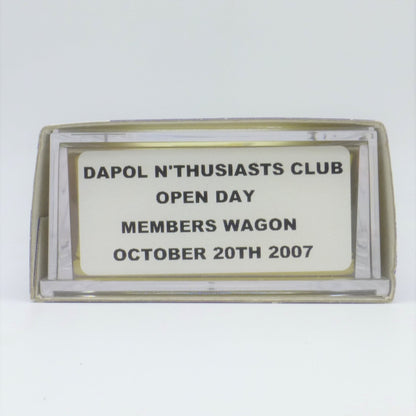 DAPOL N'THUSIASTS CLUB
OPEN DAY
MEMBERS WAGON
OCTOBER 20TH 2007